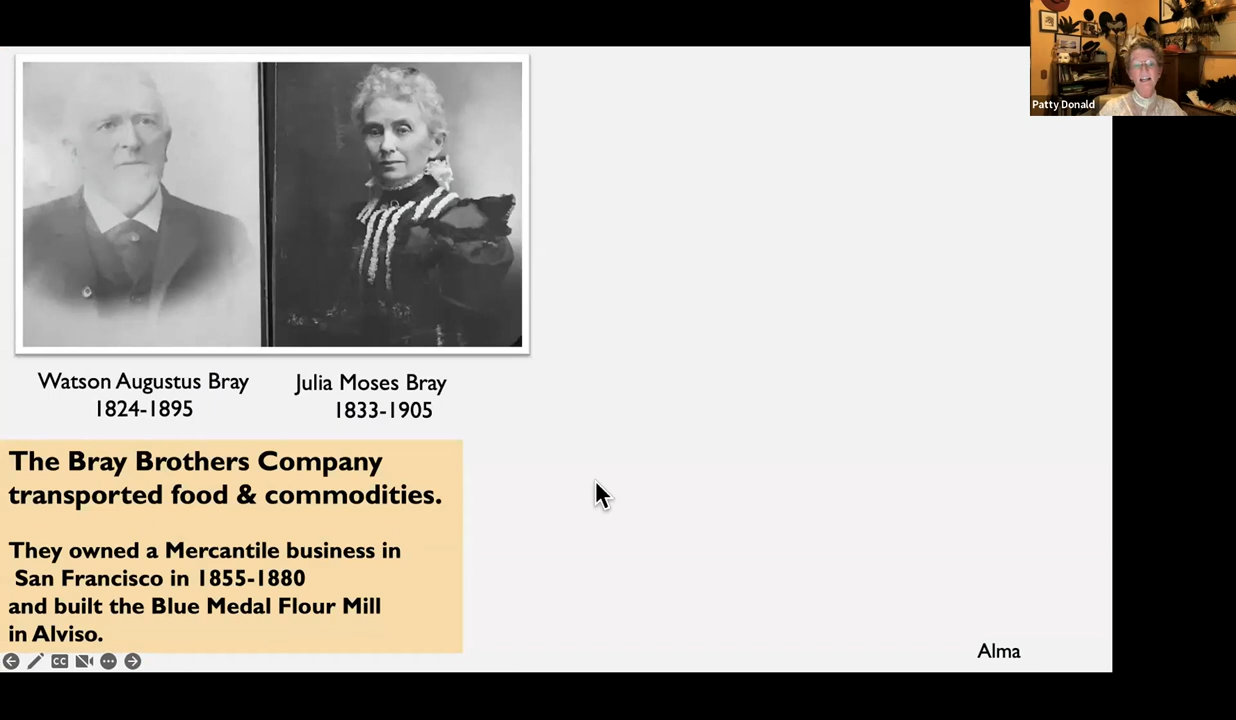 Patty Donald
Watson Augustus Bray
1824-1895
Julia Moses Bray
1833-1905
The Bray Brothers Company
transported food & commodities.
They owned a Mercantile business in
San Francisco in 1855-1880
and built the Blue Medal Flour Mill
in Alviso.
CC
Alma